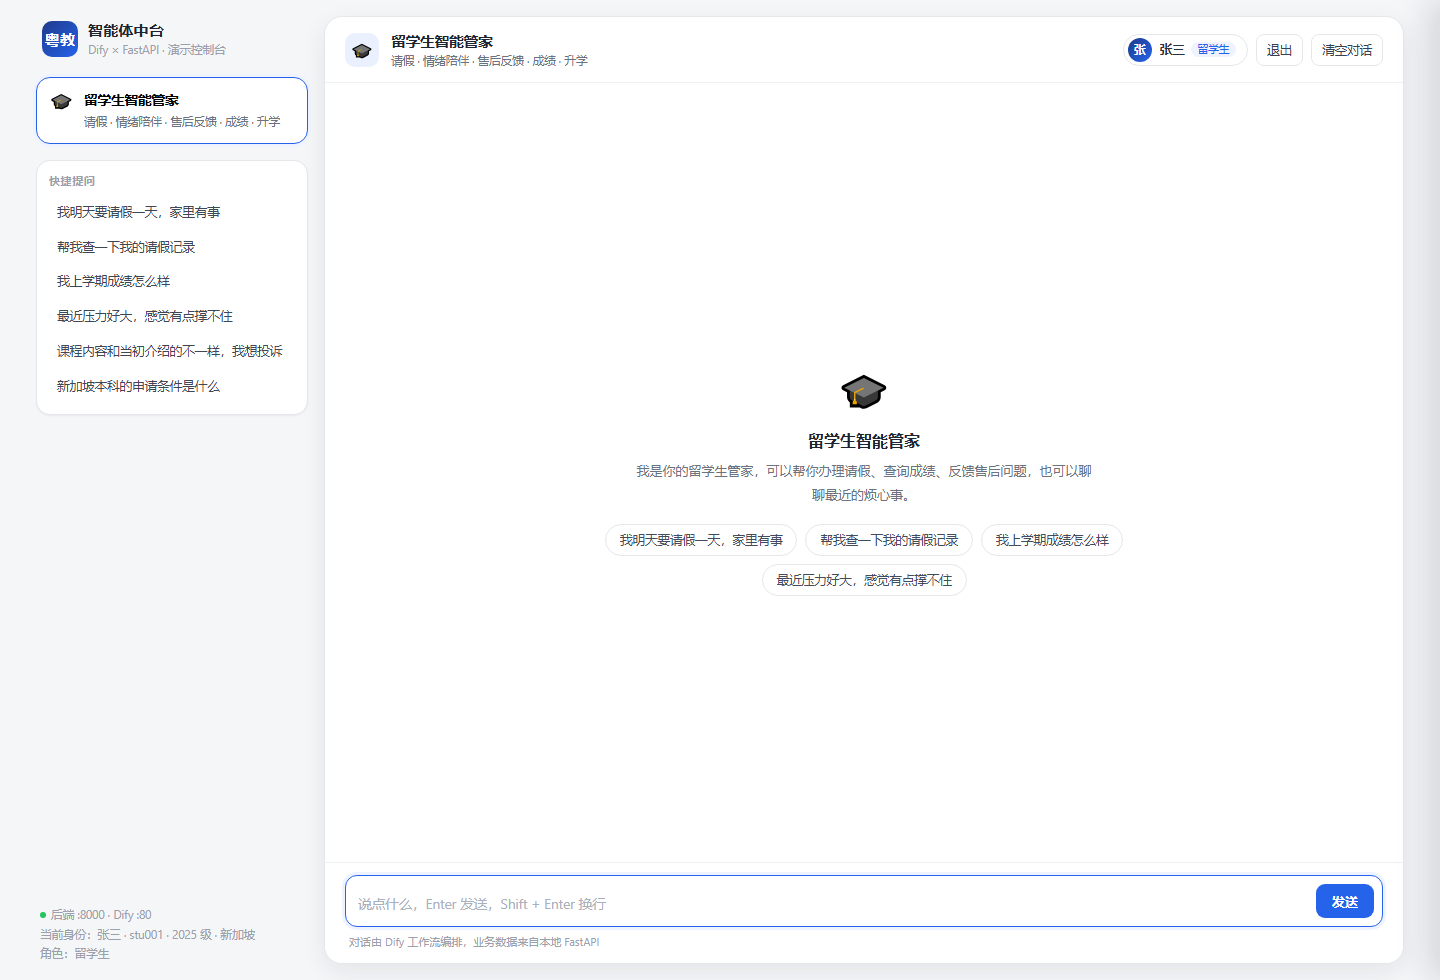 粤教
智能体中台
Dify × FastAPI · 演示控制台
留学生智能管家
请假 · 情绪陪伴 · 售后反馈 · 成绩 · 升学
快捷提问
我明天要请假一天，家里有事
帮我查一下我的请假记录
我上学期成绩怎么样
最近压力好大，感觉有点撑不住
课程内容和当初介绍的不一样，我想投诉
新加坡本科的申请条件是什么
后端 :8000 · Dify :80
当前身份：张三 · stu001 · 2025 级 · 新加坡
角色：留学生
留学生智能管家
请假 · 情绪陪伴 · 售后反馈 · 成绩 · 升学
张 张三 留学生 退出 清空对话
留学生智能管家
我是你的留学生管家，可以帮你办理请假、查询成绩、反馈售后问题，也可以聊
聊最近的烦心事。
我明天要请假一天，家里有事 帮我查一下我的请假记录 我上学期成绩怎么样
最近压力好大，感觉有点撑不住
说点什么，Enter 发送，Shift + Enter 换行 发送
对话由 Dify 工作流编排，业务数据来自本地 FastAPI